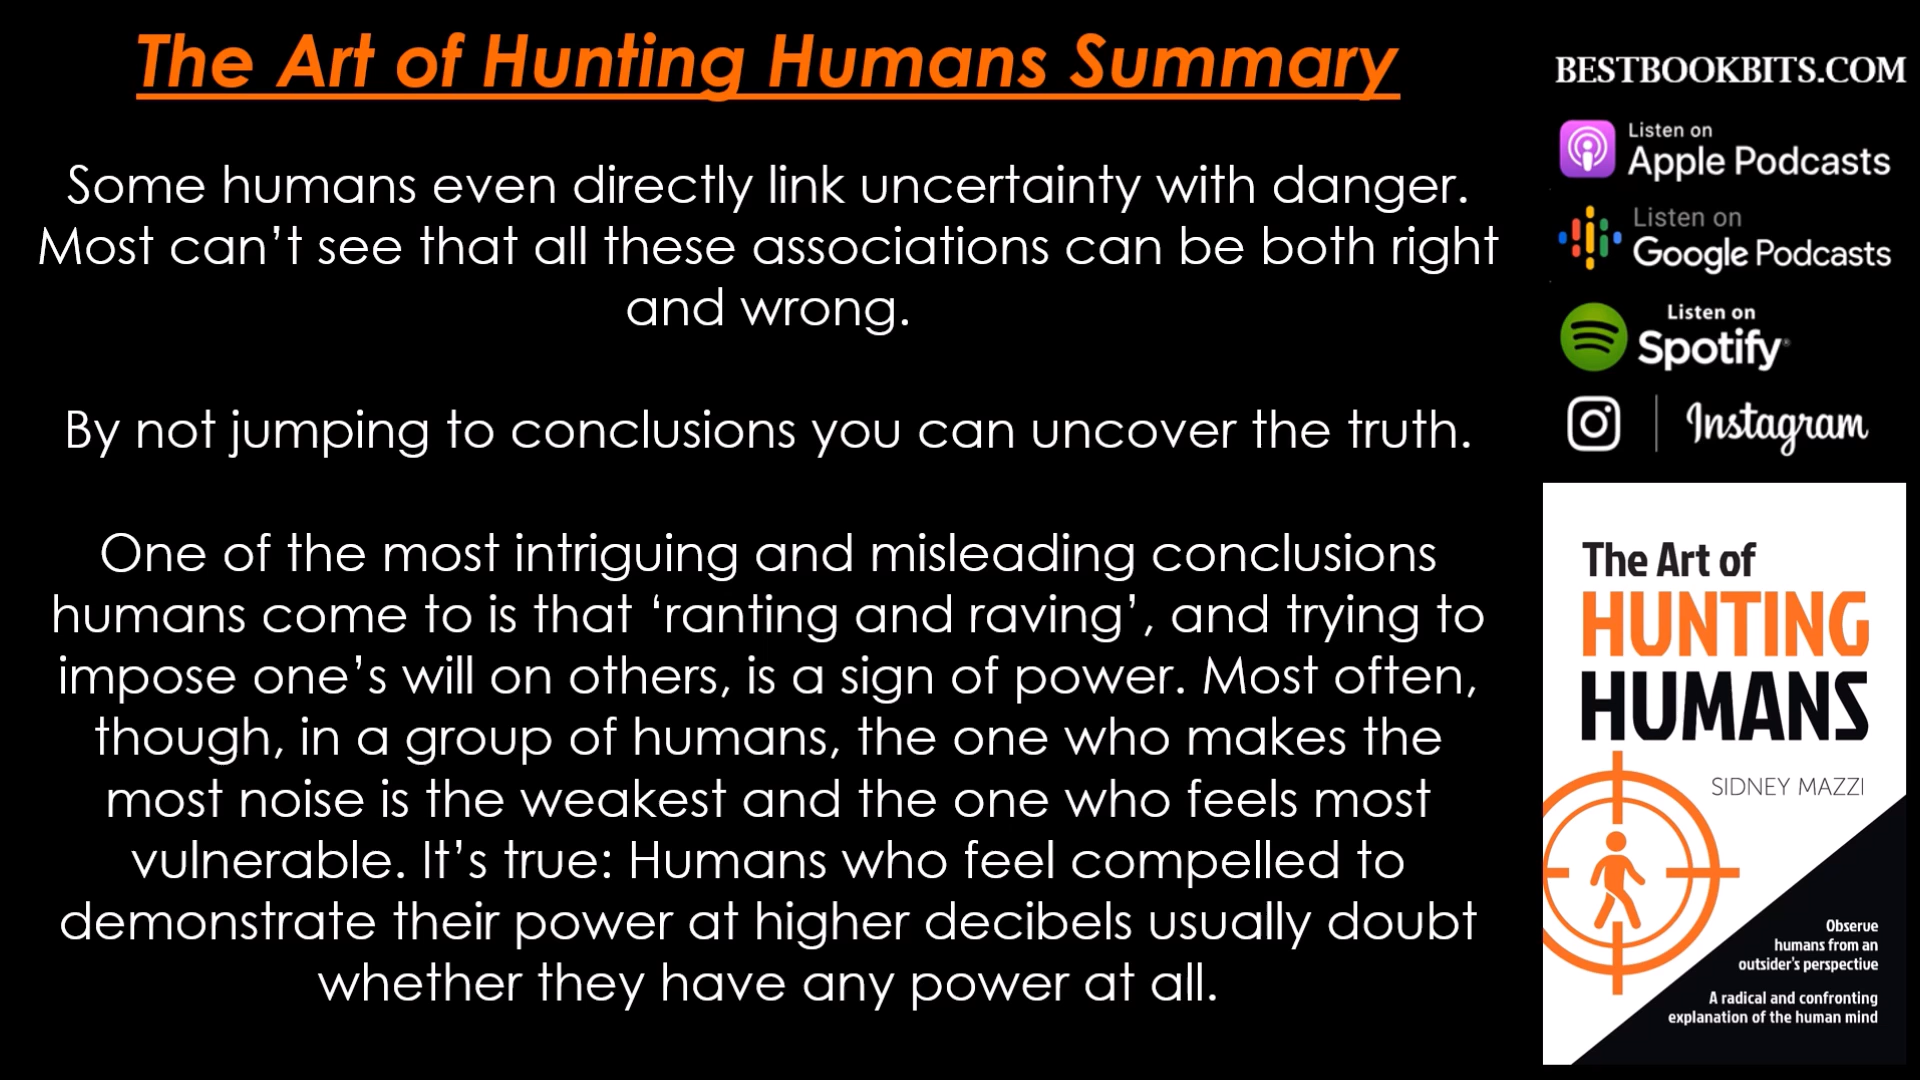 The Art of Hunting Humans Summary
Some humans even directly link uncertainty with danger.
Most can’t see that all these associations can be both right
and wrong.
By not jumping to conclusions you can uncover the truth.
One of the most intriguing and misleading conclusions
humans come to is that ‘ranting and raving’, and trying to
impose one’s will on others, is a sign of power. Most often,
though, in a group of humans, the one who makes the
most noise is the weakest and the one who feels most
vulnerable. It’s true: Humans who feel compelled to
demonstrate their power at higher decibels usually doubt
whether they have any power at all.
BESTBOOKBITS.COM
Listen on
Apple Podcasts
Listen on
Google Podcasts
Listen on
Spotify
Instagram
The Art of
HUNTING
HUMANS
SIDNEY MAZZI
Observe
humans from an
outsider’s perspective
A radical and confronting
explanation of the human mind